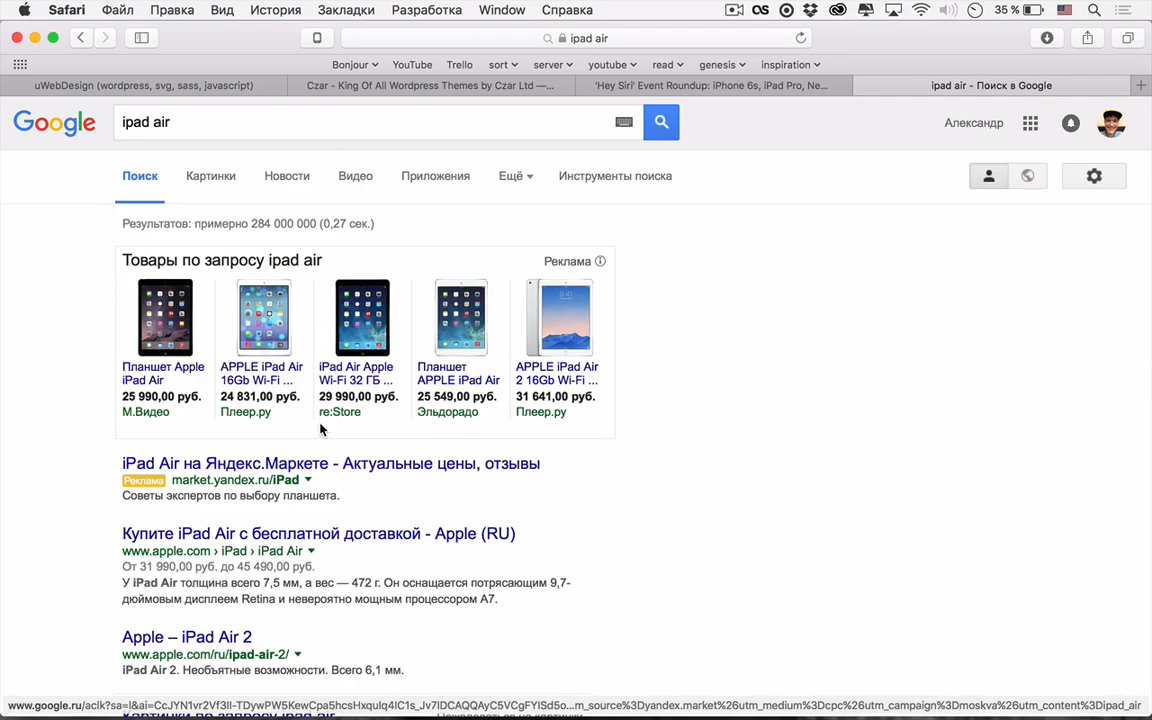 Safari Файл Правка Вид История Закладки Разработка Window Справка 35 %
ipad air
Bonjour YouTube Trello sort server youtube read genesis inspiration
uWebDesign (wordpress, svg, sass, javascript) Czar - King Of All Wordpress Themes by Czar Ltd —... 'Hey Siri' Event Roundup: iPhone 6s, iPad Pro, Ne... ipad air - Поиск в Google
Google ipad air Александр
Поиск Картинки Новости Видео Приложения Ещё Инструменты поиска
Результатов: примерно 284 000 000 (0,27 сек.)
Товары по запросу ipad air Реклама
Планшет Apple iPad Air
25 990,00 руб.
М.Видео
APPLE iPad Air
16Gb Wi-Fi ...
24 831,00 руб.
Плеер.ру
iPad Air Apple
Wi-Fi 32 ГБ ...
29 990,00 руб.
re:Store
Планшет
APPLE iPad Air
25 549,00 руб.
Эльдорадо
APPLE iPad Air
2 16Gb Wi-Fi ...
31 641,00 руб.
Плеер.ру
iPad Air на Яндекс.Маркете - Актуальные цены, отзывы
Реклама market.yandex.ru/iPad
Советы экспертов по выбору планшета.
Купите iPad Air с бесплатной доставкой - Apple (RU)
www.apple.com › iPad › iPad Air
От 31 990,00 руб. до 45 490,00 руб.
У iPad Air толщина всего 7,5 мм, а вес — 472 г. Он оснащается потрясающим 9,7-
дюймовым дисплеем Retina и невероятно мощным процессором A7.
Apple – iPad Air 2
www.apple.com/ru/ipad-air-2/
iPad Air 2. Необъятные возможности. Всего 6,1 мм.